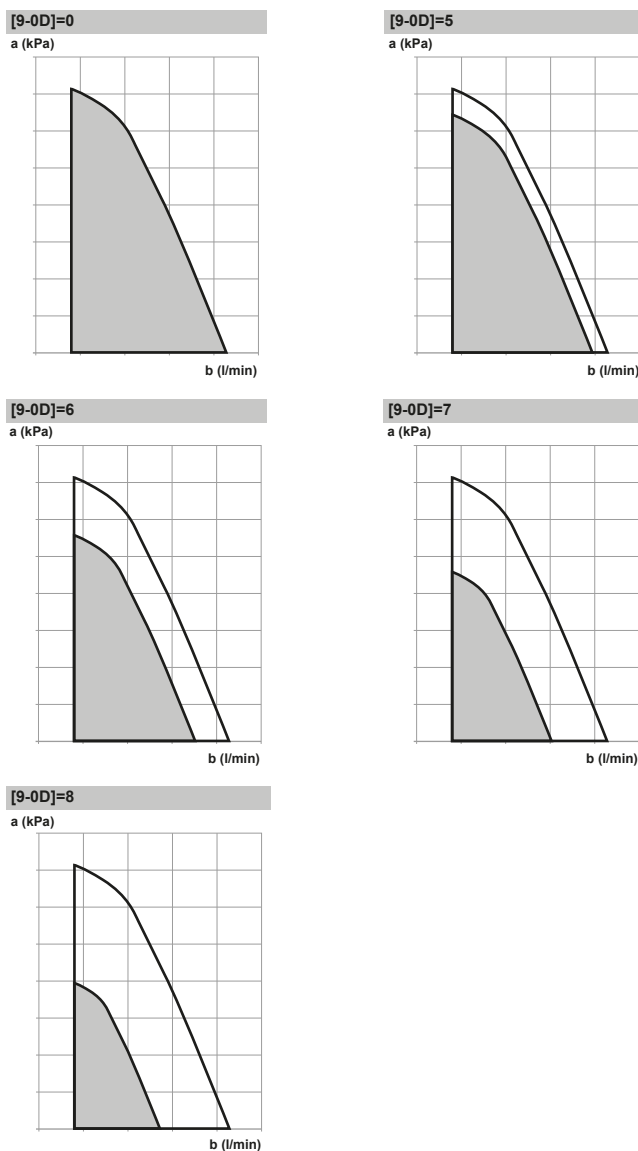 [9-0D]=0
a (kPa)
b (l/min)
[9-0D]=5
a (kPa)
b (l/min)
[9-0D]=6
a (kPa)
b (l/min)
[9-0D]=7
a (kPa)
b (l/min)
[9-0D]=8
a (kPa)
b (l/min)